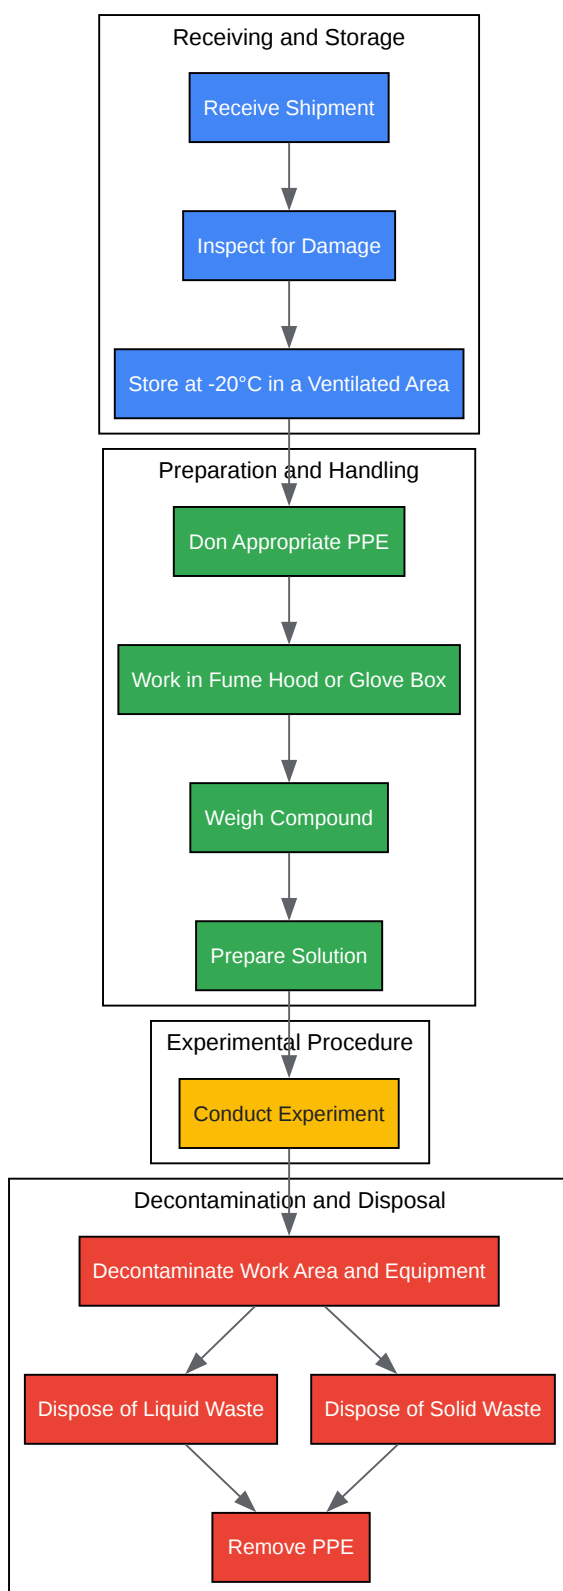 Receiving and Storage
Receive Shipment
Inspect for Damage
Store at -20°C in a Ventilated Area
Preparation and Handling
Don Appropriate PPE
Work in Fume Hood or Glove Box
Weigh Compound
Prepare Solution
Experimental Procedure
Conduct Experiment
Decontamination and Disposal
Decontaminate Work Area and Equipment
Dispose of Liquid Waste
Dispose of Solid Waste
Remove PPE